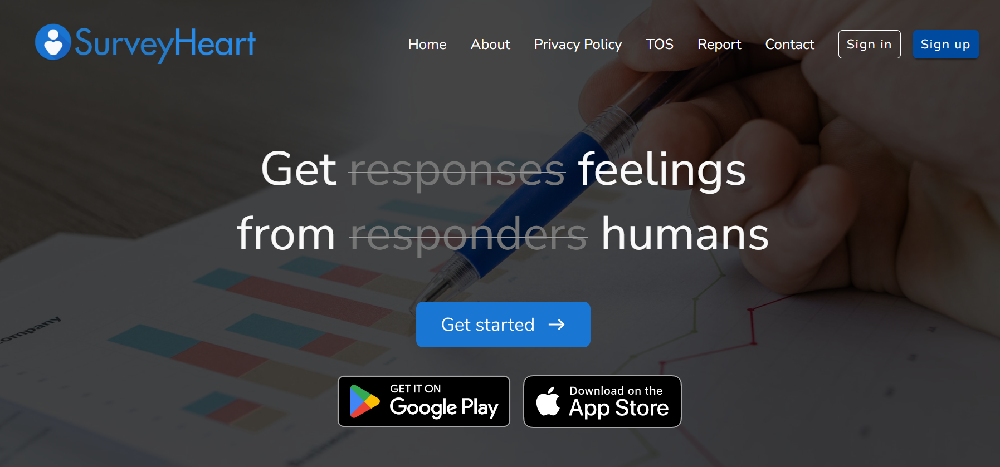 SurveyHeart
Home About Privacy Policy TOS Report Contact Sign in Sign up
Get responses feelings
from responders humans
Get started
company
GET IT ON
Google Play
Download on the
App Store